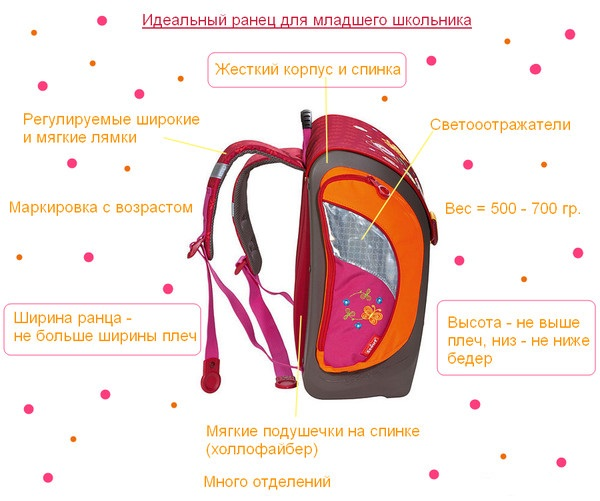 Идеальный ранец для младшего школьника
Жесткий корпус и спинка
Регулируемые широкие
и мягкие лямки
Светооотражатели
Маркировка с возрастом
Вес = 500 - 700 гр.
Ширина ранца -
не больше ширины плеч
Высота - не выше
плеч, низ - не ниже
бедер
Мягкие подушечки на спинке
(холлофайбер)
Много отделений